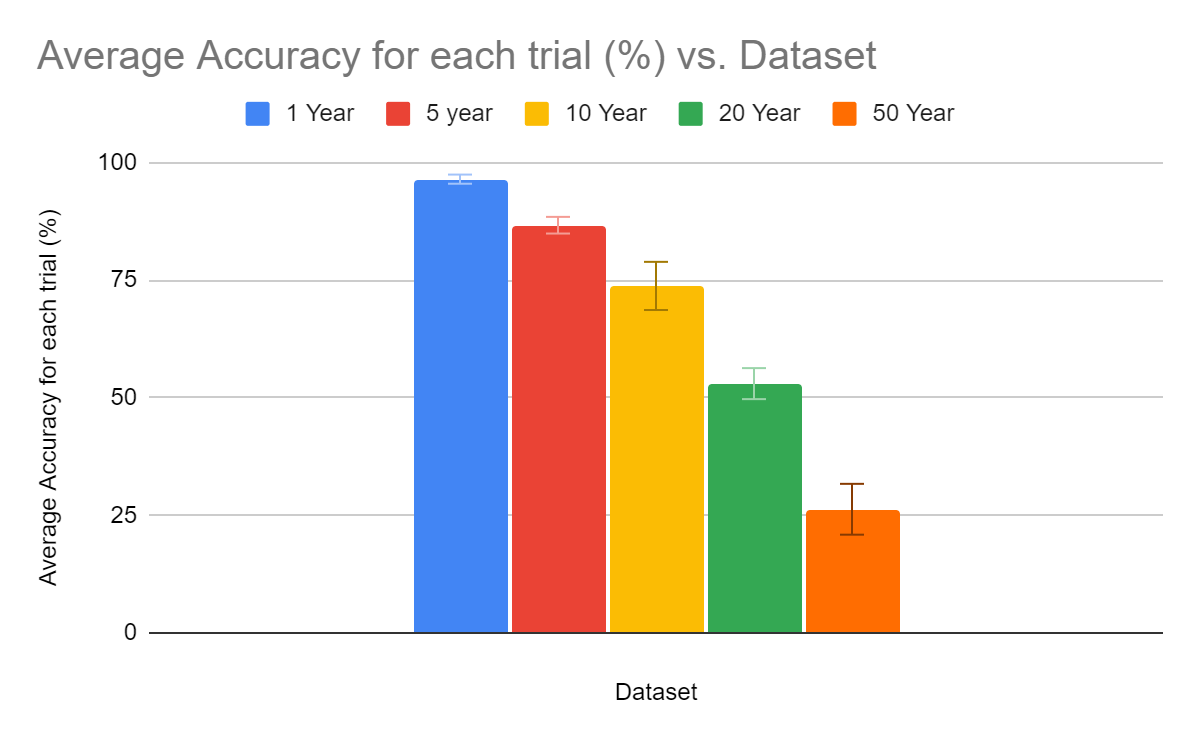 Average Accuracy for each trial (%) vs. Dataset
1 Year 5 year 10 Year 20 Year 50 Year
100
75
50
25
0
Average Accuracy for each trial (%)
Dataset